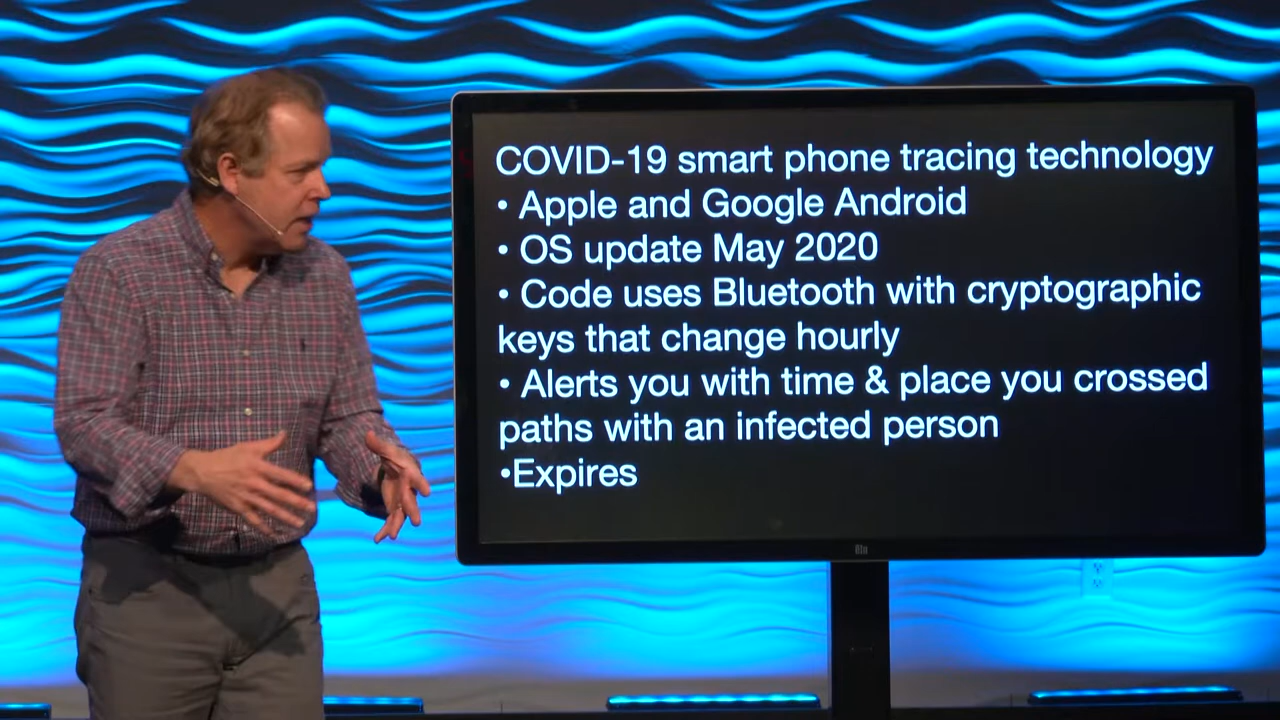 COVID-19 smart phone tracing technology
• Apple and Google Android
• OS update May 2020
• Code uses Bluetooth with cryptographic
keys that change hourly
• Alerts you with time & place you crossed
paths with an infected person
•Expires
elo